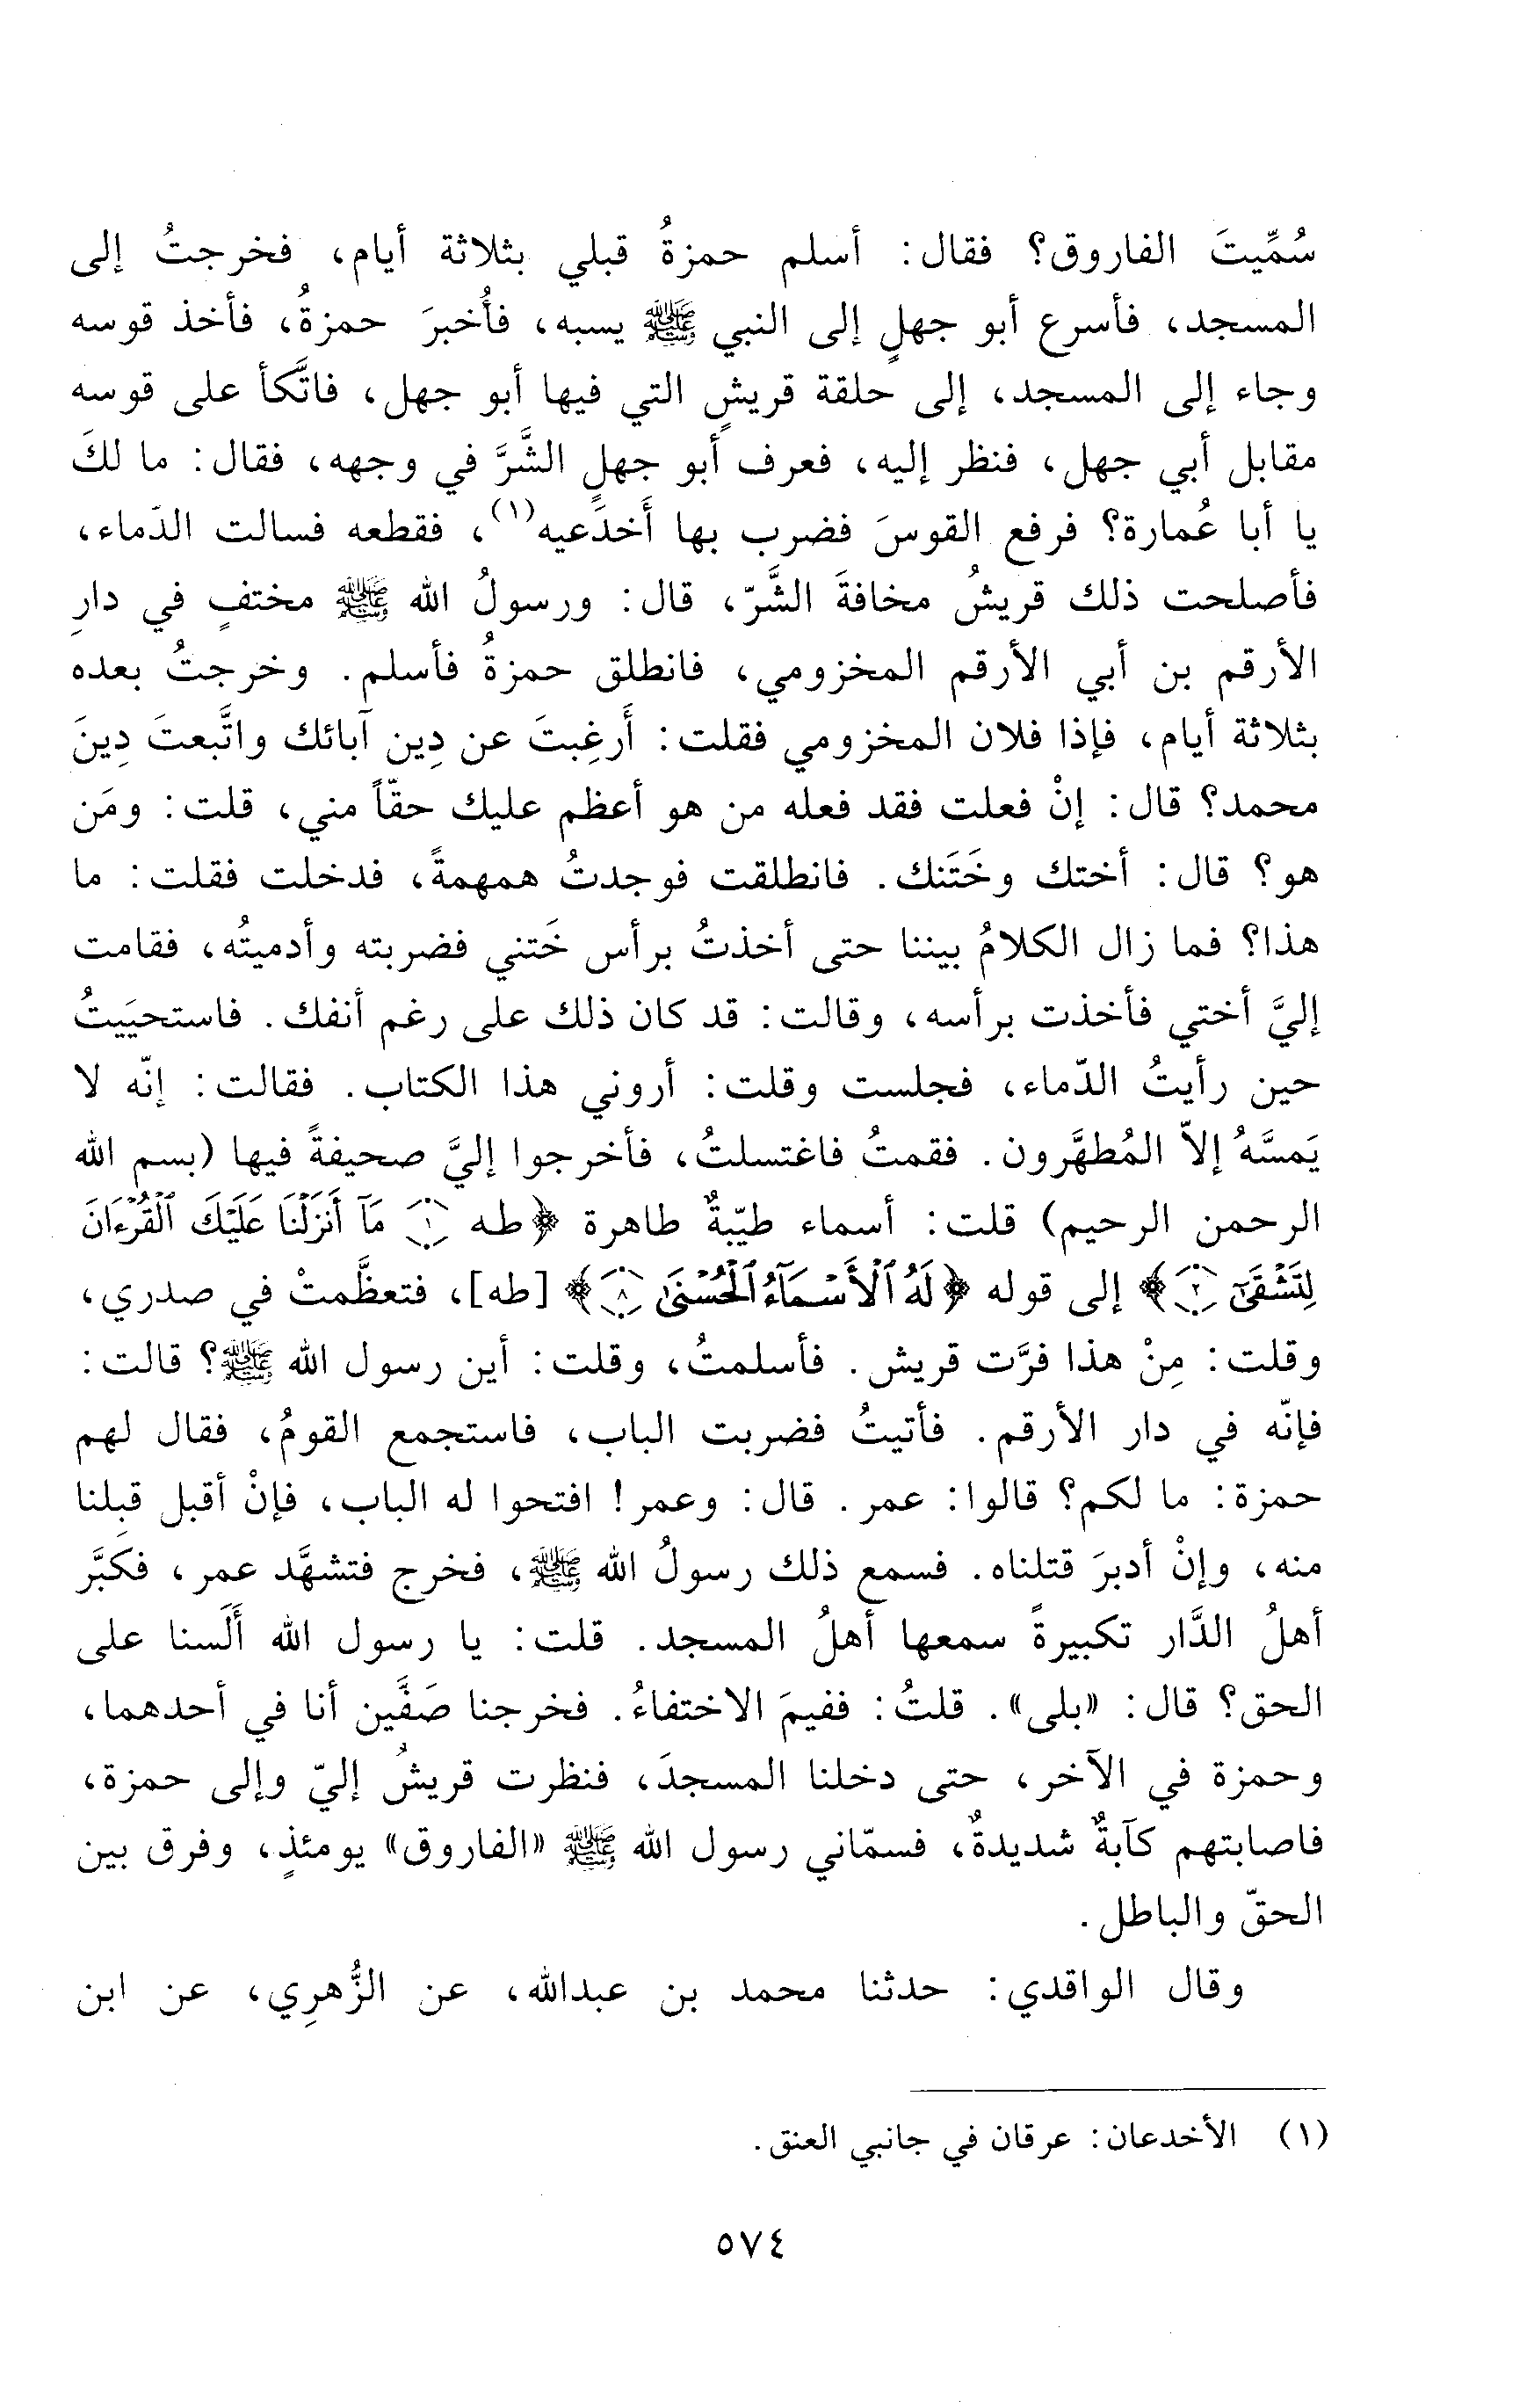 سُمِّيتَ الفاروق؟ فقال: أسلم حمزةُ قبلي بثلاثة أيام، فخرجتُ إلى
المسجد، فأسرع أبو جهلٍ إلى النبي ﷺ يسبه، فأُخبرَ حمزةُ، فأخذ قوسه
وجاء إلى المسجد، إلى حلقة قريشٍ التي فيها أبو جهل، فاتَّكأ على قوسه
مقابل أبي جهل، فنظر إليه، فعرف أبو جهلٍ الشَّرَّ في وجهه، فقال: ما لكَ
يا أبا عُمارة؟ فرفع القوسَ فضرب بها أَخدَعيه(١)، فقطعه فسالت الدّماء،
فأصلحت ذلك قريشُ مخافةَ الشَّرّ، قال: ورسولُ الله ﷺ مختفٍ في دارِ
الأرقم بن أبي الأرقم المخزومي، فانطلق حمزةُ فأسلم. وخرجتُ بعده
بثلاثة أيام، فإذا فلان المخزومي فقلت: أَرغِبتَ عن دِين آبائك واتَّبعتَ دِينَ
محمد؟ قال: إنْ فعلت فقد فعله من هو أعظم عليك حقّاً مني، قلت: ومَن
هو؟ قال: أختك وخَتَنك. فانطلقت فوجدتُ همهمةً، فدخلت فقلت: ما
هذا؟ فما زال الكلامُ بيننا حتى أخذتُ برأس خَتني فضربته وأدميتُه، فقامت
إليَّ أختي فأخذت برأسه، وقالت: قد كان ذلك على رغم أنفك. فاستحيَيتُ
حين رأيتُ الدّماء، فجلست وقلت: أروني هذا الكتاب. فقالت: إنّه لا
يَمسَّهُ إلاّ المُطهَّرون. فقمتُ فاغتسلتُ، فأخرجوا إليَّ صحيفةً فيها (بسم الله
الرحمن الرحيم) قلت: أسماء طيّبةٌ طاهرة ﴿طه ١ مَآ أَنزَلْنَا عَلَيْكَ ٱلْقُرْءَانَ
لِتَشْقَىٰٓ ٢﴾ إلى قوله ﴿لَهُ ٱلْأَسْمَآءُ ٱلْحُسْنَىٰ ٨﴾ [طه]، فتعظَّمتْ في صدري،
وقلت: مِنْ هذا فرَّت قريش. فأسلمتُ، وقلت: أين رسول الله ﷺ؟ قالت:
فإنّه في دار الأرقم. فأتيتُ فضربت الباب، فاستجمع القومُ، فقال لهم
حمزة: ما لكم؟ قالوا: عمر. قال: وعمر! افتحوا له الباب، فإنْ أقبل قبِلنا
منه، وإنْ أدبرَ قتلناه. فسمع ذلك رسولُ الله ﷺ، فخرج فتشهَّد عمر، فكبَّر
أهلُ الدَّار تكبيرةً سمعها أهلُ المسجد. قلت: يا رسول الله أَلَسنا على
الحق؟ قال: «بلى». قلتُ: ففيمَ الاختفاءُ. فخرجنا صَفَّين أنا في أحدهما،
وحمزة في الآخر، حتى دخلنا المسجدَ، فنظرت قريشُ إليّ وإلى حمزة،
فاصابتهم كآبةٌ شديدةٌ، فسمّاني رسول الله ﷺ «الفاروق» يومئذٍ، وفرق بين
الحقّ والباطل.
وقال الواقدي: حدثنا محمد بن عبدالله، عن الزُّهرِي، عن ابن
(١) الأخدعان: عرقان في جانبي العنق.
٥٧٤